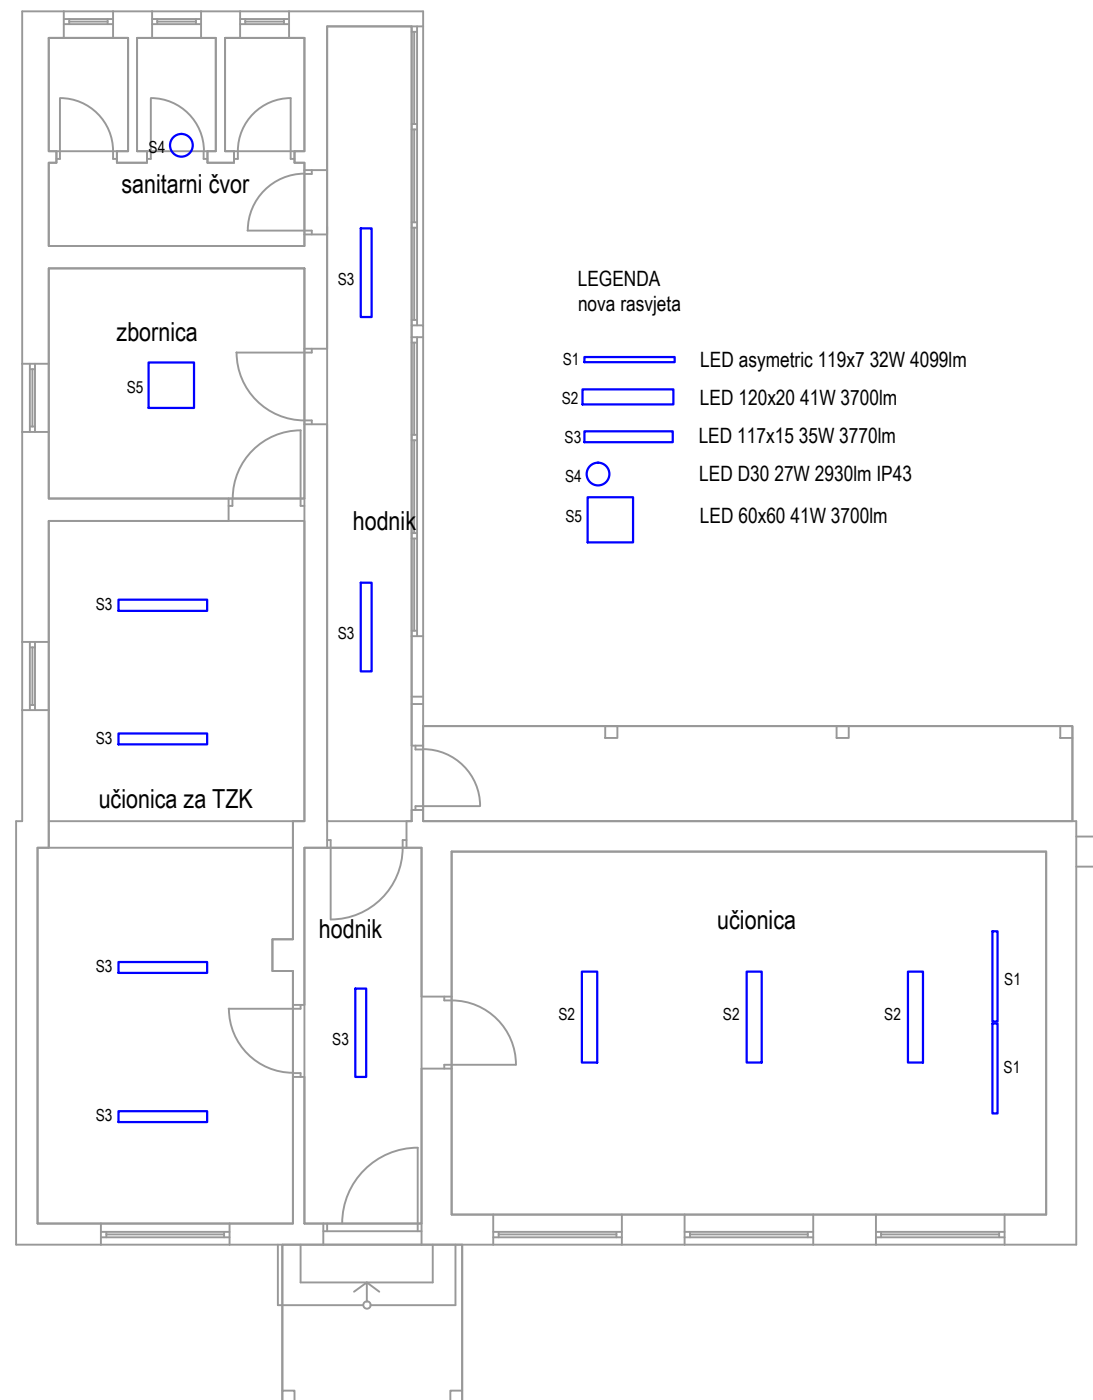 S4
sanitarni čvor
S3
LEGENDA
nova rasvjeta
zbornica
S5
S1 LED asymetric 119x7 32W 4099lm
S2 LED 120x20 41W 3700lm
S3 LED 117x15 35W 3770lm
S4 LED D30 27W 2930lm IP43
S5 LED 60x60 41W 3700lm
hodnik
S3
S3
S3
učionica za TZK
hodnik
učionica
S3
S1
S2
S2
S2
S3
S1
S3